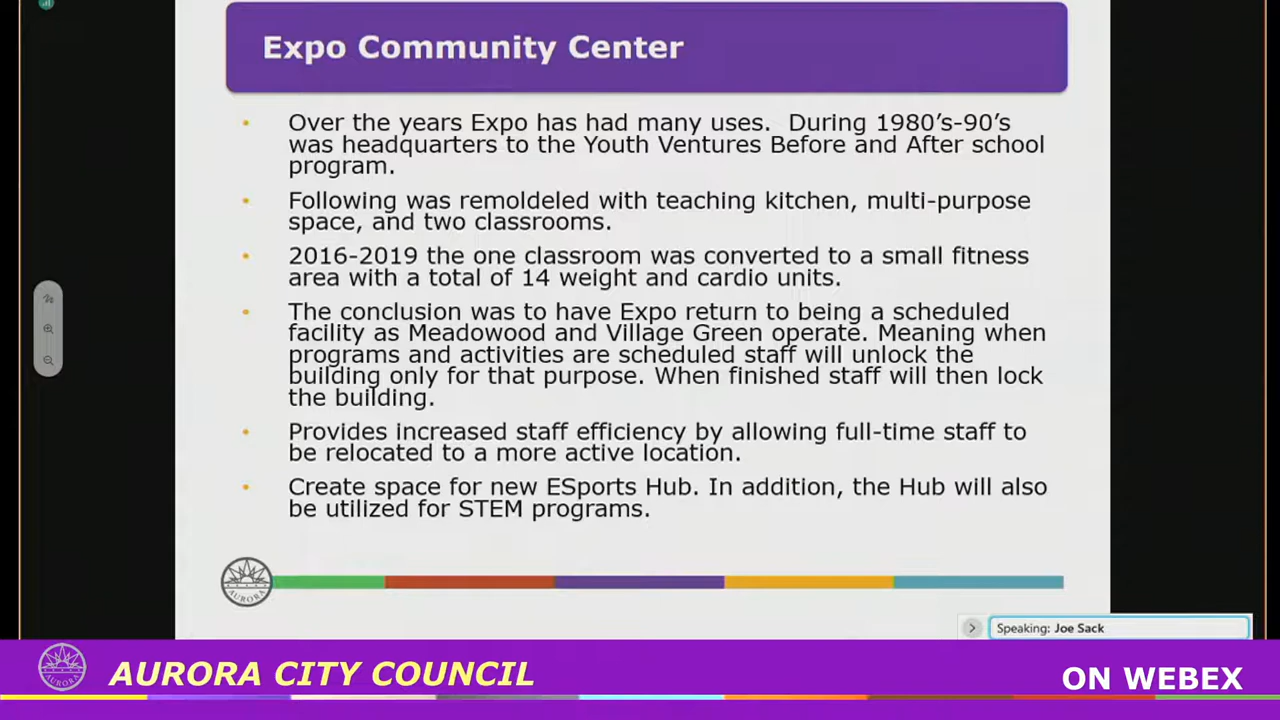 Expo Community Center
• Over the years Expo has had many uses.  During 1980’s-90’s
was headquarters to the Youth Ventures Before and After school
program.
• Following was remoldeled with teaching kitchen, multi-purpose
space, and two classrooms.
• 2016-2019 the one classroom was converted to a small fitness
area with a total of 14 weight and cardio units.
• The conclusion was to have Expo return to being a scheduled
facility as Meadowood and Village Green operate. Meaning when
programs and activities are scheduled staff will unlock the
building only for that purpose. When finished staff will then lock
the building.
• Provides increased staff efficiency by allowing full-time staff to
be relocated to a more active location.
• Create space for new ESports Hub. In addition, the Hub will also
be utilized for STEM programs.
AURORA
Speaking: Joe Sack
AURORA CITY COUNCIL
ON WEBEX